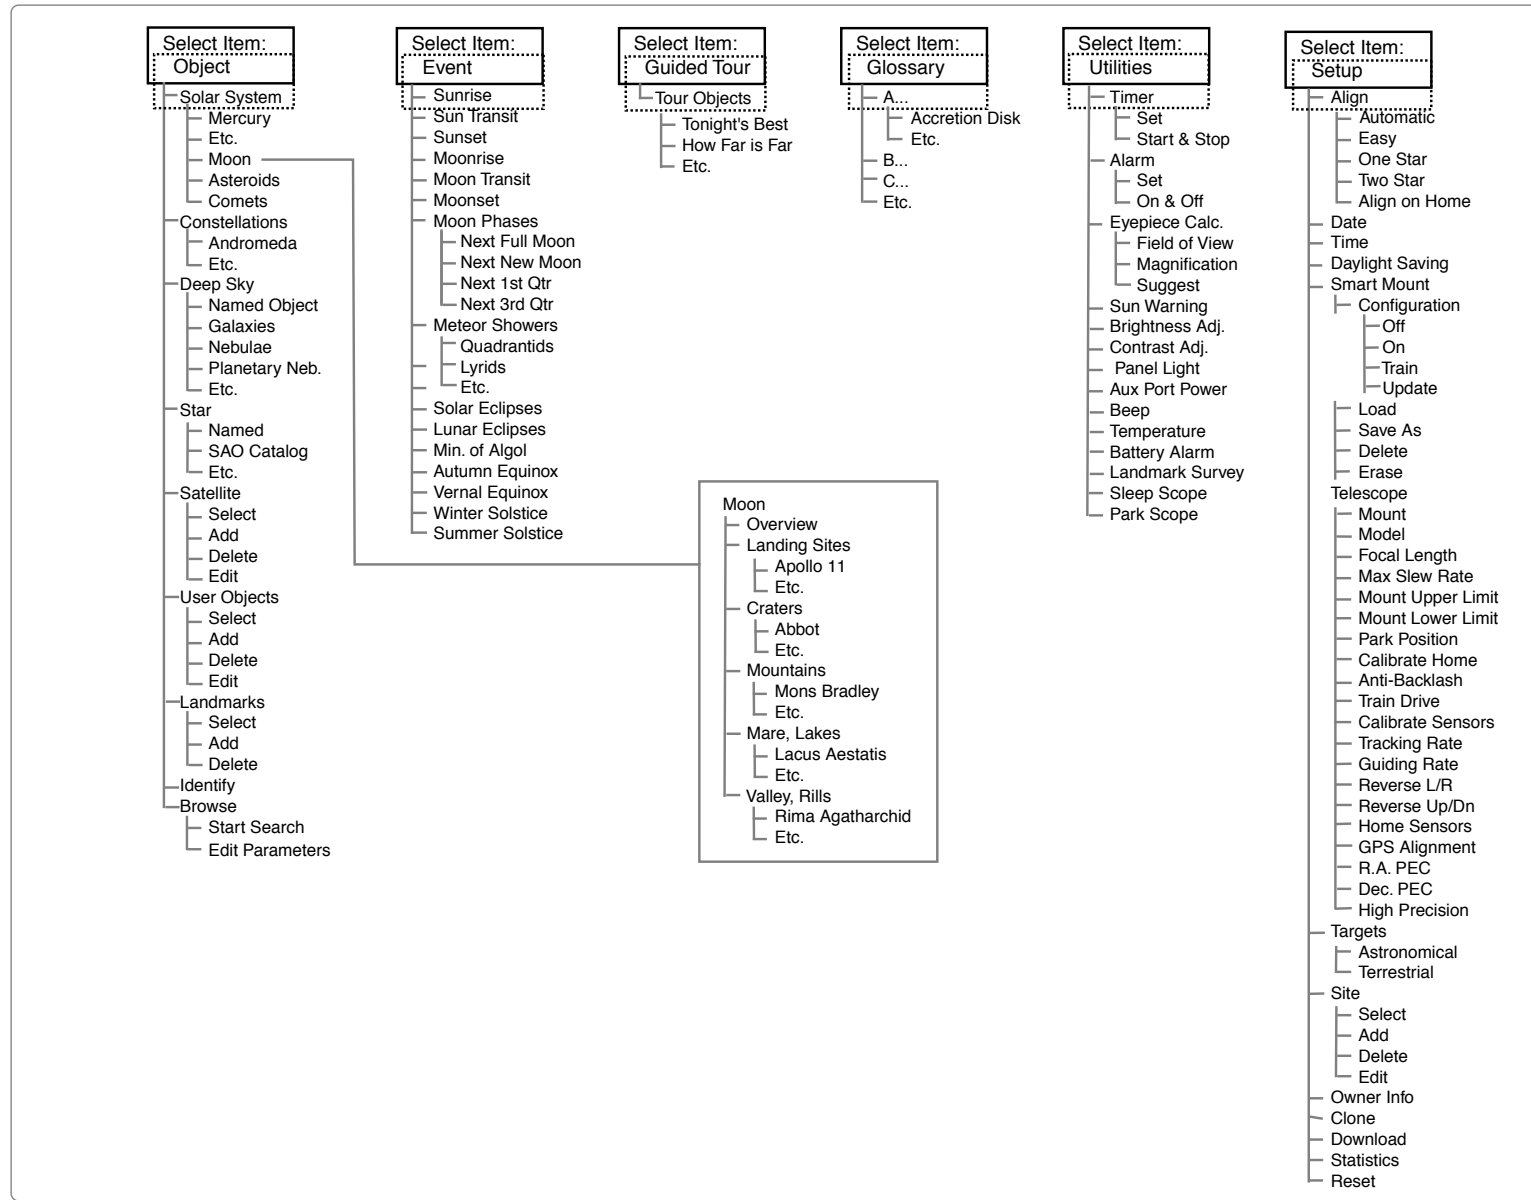 Select Item:
Object
Solar System
Mercury
Etc.
Moon
Asteroids
Comets
Constellations
Andromeda
Etc.
Deep Sky
Named Object
Galaxies
Nebulae
Planetary Neb.
Etc.
Star
Named
SAO Catalog
Etc.
Satellite
Select
Add
Delete
Edit
User Objects
Select
Add
Delete
Edit
Landmarks
Select
Add
Delete
Identify
Browse
Start Search
Edit Parameters
Select Item:
Event
Sunrise
Sun Transit
Sunset
Moonrise
Moon Transit
Moonset
Moon Phases
Next Full Moon
Next New Moon
Next 1st Qtr
Next 3rd Qtr
Meteor Showers
Quadrantids
Lyrids
Etc.
Solar Eclipses
Lunar Eclipses
Min. of Algol
Autumn Equinox
Vernal Equinox
Winter Solstice
Summer Solstice
Select Item:
Guided Tour
Tour Objects
Tonight's Best
How Far is Far
Etc.
Moon
Overview
Landing Sites
Apollo 11
Etc.
Craters
Abbot
Etc.
Mountains
Mons Bradley
Etc.
Mare, Lakes
Lacus Aestatis
Etc.
Valley, Rills
Rima Agatharchid
Etc.
Select Item:
Glossary
A...
Accretion Disk
Etc.
B...
C...
Etc.
Select Item:
Utilities
Timer
Set
Start & Stop
Alarm
Set
On & Off
Eyepiece Calc.
Field of View
Magnification
Suggest
Sun Warning
Brightness Adj.
Contrast Adj.
Panel Light
Aux Port Power
Beep
Temperature
Battery Alarm
Landmark Survey
Sleep Scope
Park Scope
Select Item:
Setup
Align
Automatic
Easy
One Star
Two Star
Align on Home
Date
Time
Daylight Saving
Smart Mount
Configuration
Off
On
Train
Update
Load
Save As
Delete
Erase
Telescope
Mount
Model
Focal Length
Max Slew Rate
Mount Upper Limit
Mount Lower Limit
Park Position
Calibrate Home
Anti-Backlash
Train Drive
Calibrate Sensors
Tracking Rate
Guiding Rate
Reverse L/R
Reverse Up/Dn
Home Sensors
GPS Alignment
R.A. PEC
Dec. PEC
High Precision
Targets
Astronomical
Terrestrial
Site
Select
Add
Delete
Edit
Owner Info
Clone
Download
Statistics
Reset